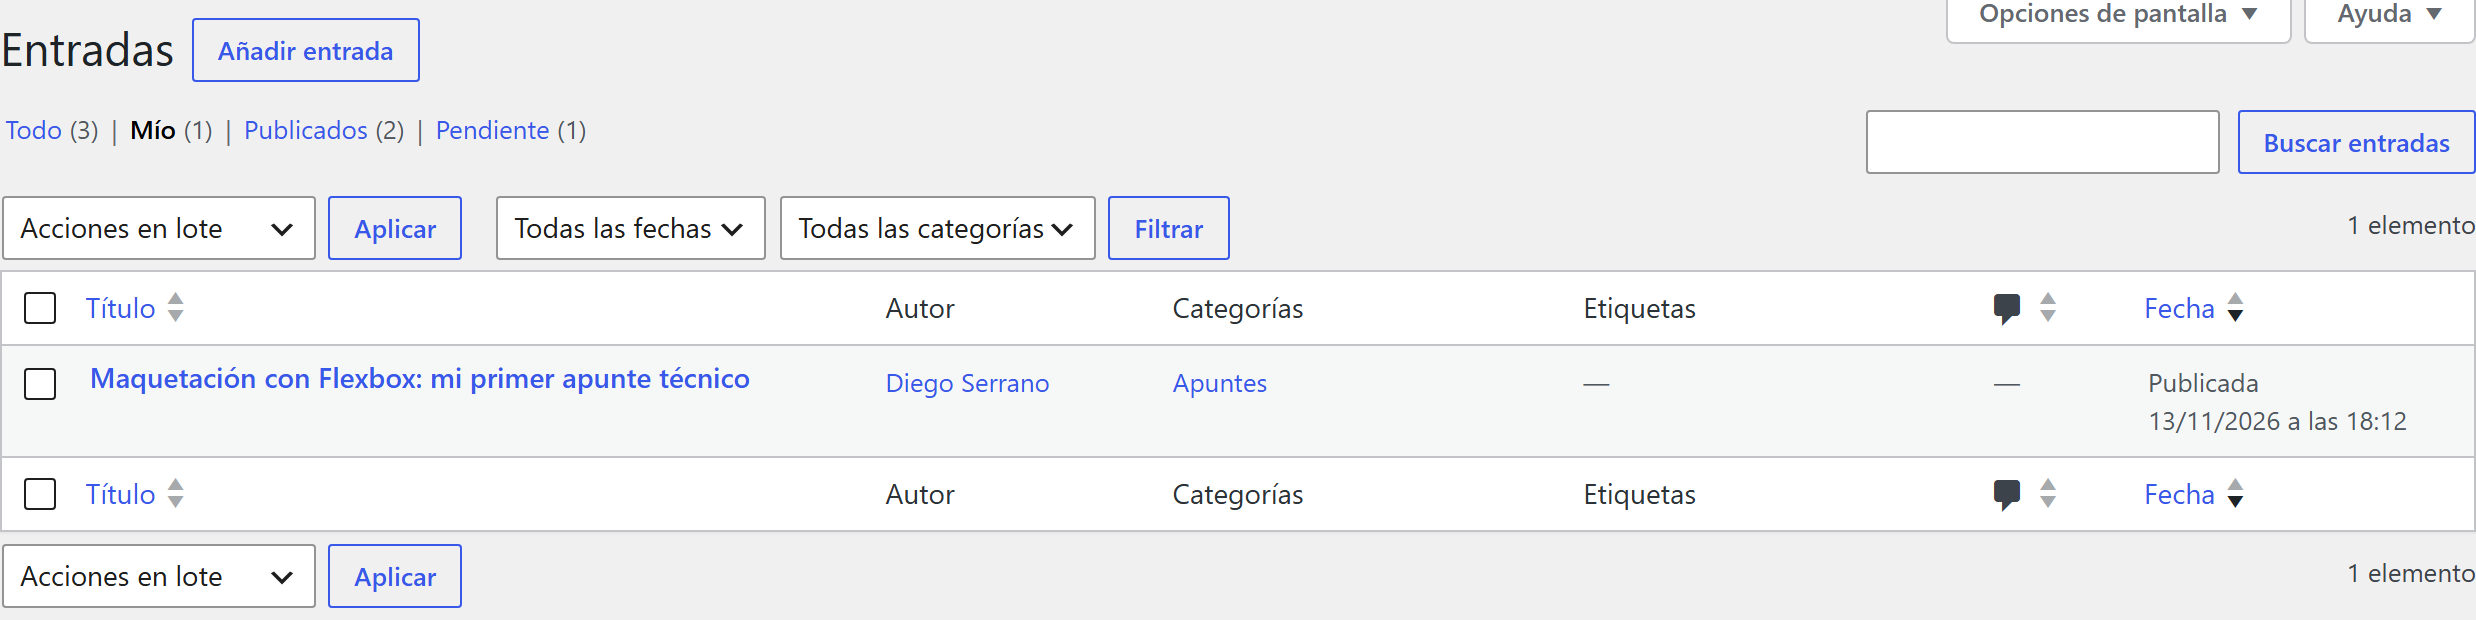 Entradas Añadir entrada Opciones de pantalla Ayuda
Todo (3) | Mío (1) | Publicados (2) | Pendiente (1)
Buscar entradas
Acciones en lote Aplicar Todas las fechas Todas las categorías Filtrar 1 elemento
Título Autor Categorías Etiquetas Fecha
Maquetación con Flexbox: mi primer apunte técnico Diego Serrano Apuntes — — Publicada
13/11/2026 a las 18:12
Título Autor Categorías Etiquetas Fecha
Acciones en lote Aplicar 1 elemento